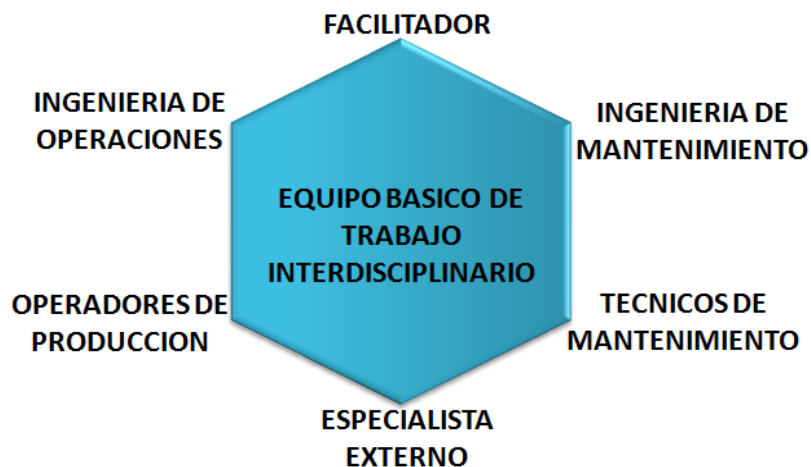 FACILITADOR
INGENIERIA DE
OPERACIONES
INGENIERIA DE
MANTENIMIENTO
EQUIPO BASICO DE
TRABAJO
INTERDISCIPLINARIO
OPERADORES DE
PRODUCCION
TECNICOS DE
MANTENIMIENTO
ESPECIALISTA
EXTERNO